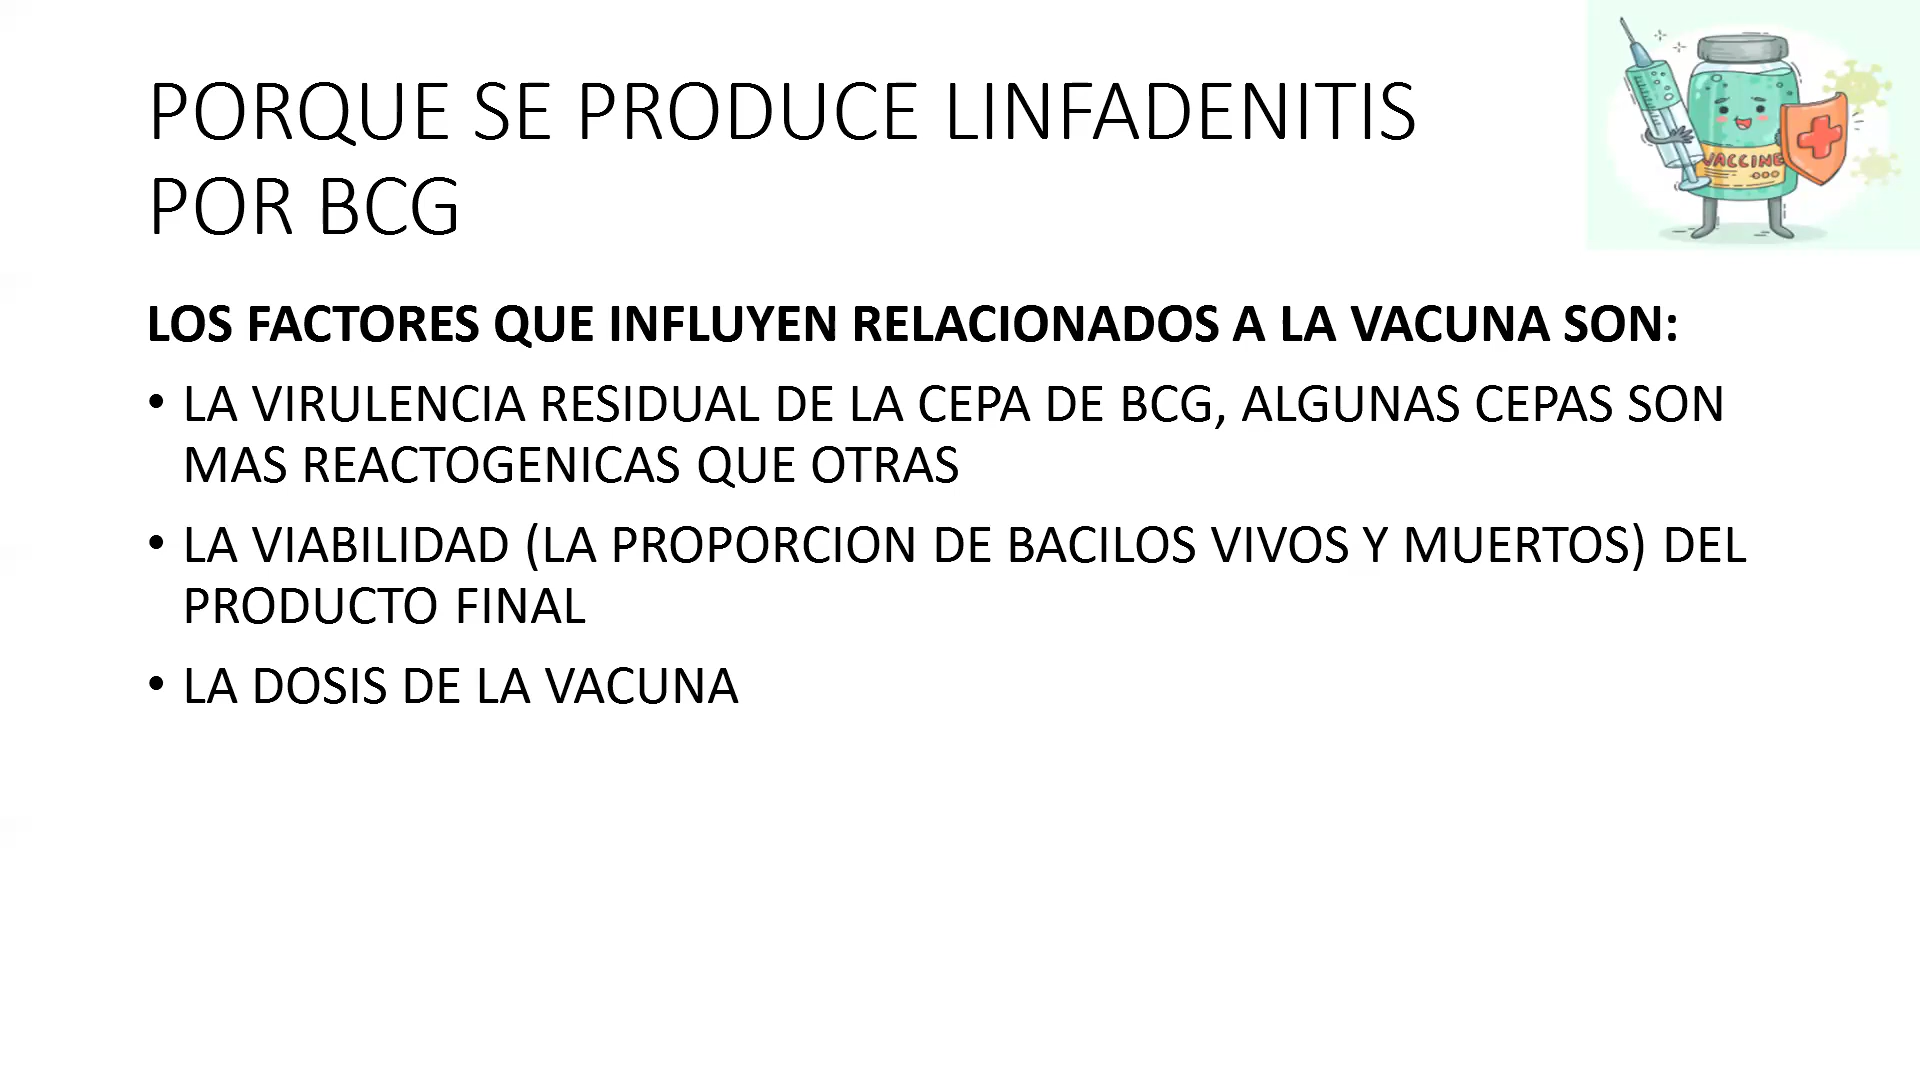 PORQUE SE PRODUCE LINFADENITIS
POR BCG
VACCINE
LOS FACTORES QUE INFLUYEN RELACIONADOS A LA VACUNA SON:
• LA VIRULENCIA RESIDUAL DE LA CEPA DE BCG, ALGUNAS CEPAS SON
MAS REACTOGENICAS QUE OTRAS
• LA VIABILIDAD (LA PROPORCION DE BACILOS VIVOS Y MUERTOS) DEL
PRODUCTO FINAL
• LA DOSIS DE LA VACUNA